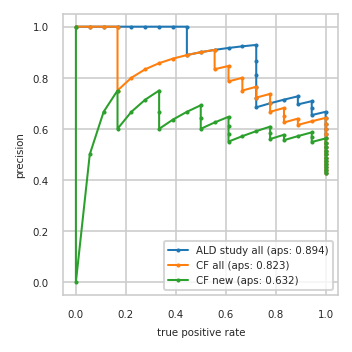 1.0
0.8
0.6
0.4
0.2
0.0
precision
ALD study all (aps: 0.894)
CF all (aps: 0.823)
CF new (aps: 0.632)
0.0 0.2 0.4 0.6 0.8 1.0
true positive rate